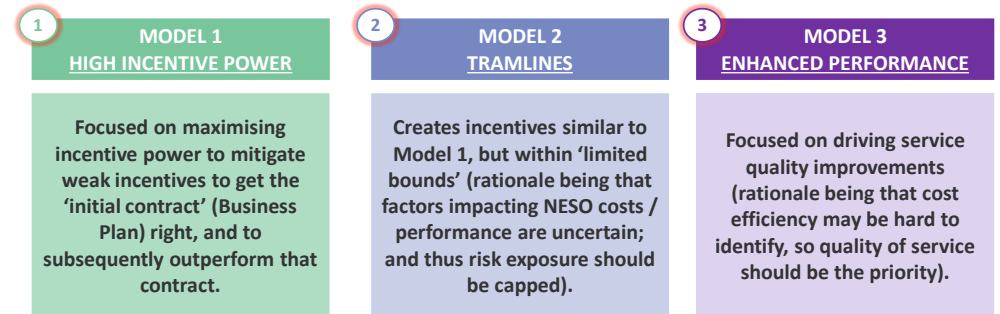 1
MODEL 1
HIGH INCENTIVE POWER
Focused on maximising
incentive power to mitigate
weak incentives to get the
‘initial contract’ (Business
Plan) right, and to
subsequently outperform that
contract.
2
MODEL 2
TRAMLINES
Creates incentives similar to
Model 1, but within ‘limited
bounds’ (rationale being that
factors impacting NESO costs /
performance are uncertain;
and thus risk exposure should
be capped).
3
MODEL 3
ENHANCED PERFORMANCE
Focused on driving service
quality improvements
(rationale being that cost
efficiency may be hard to
identify, so quality of service
should be the priority).